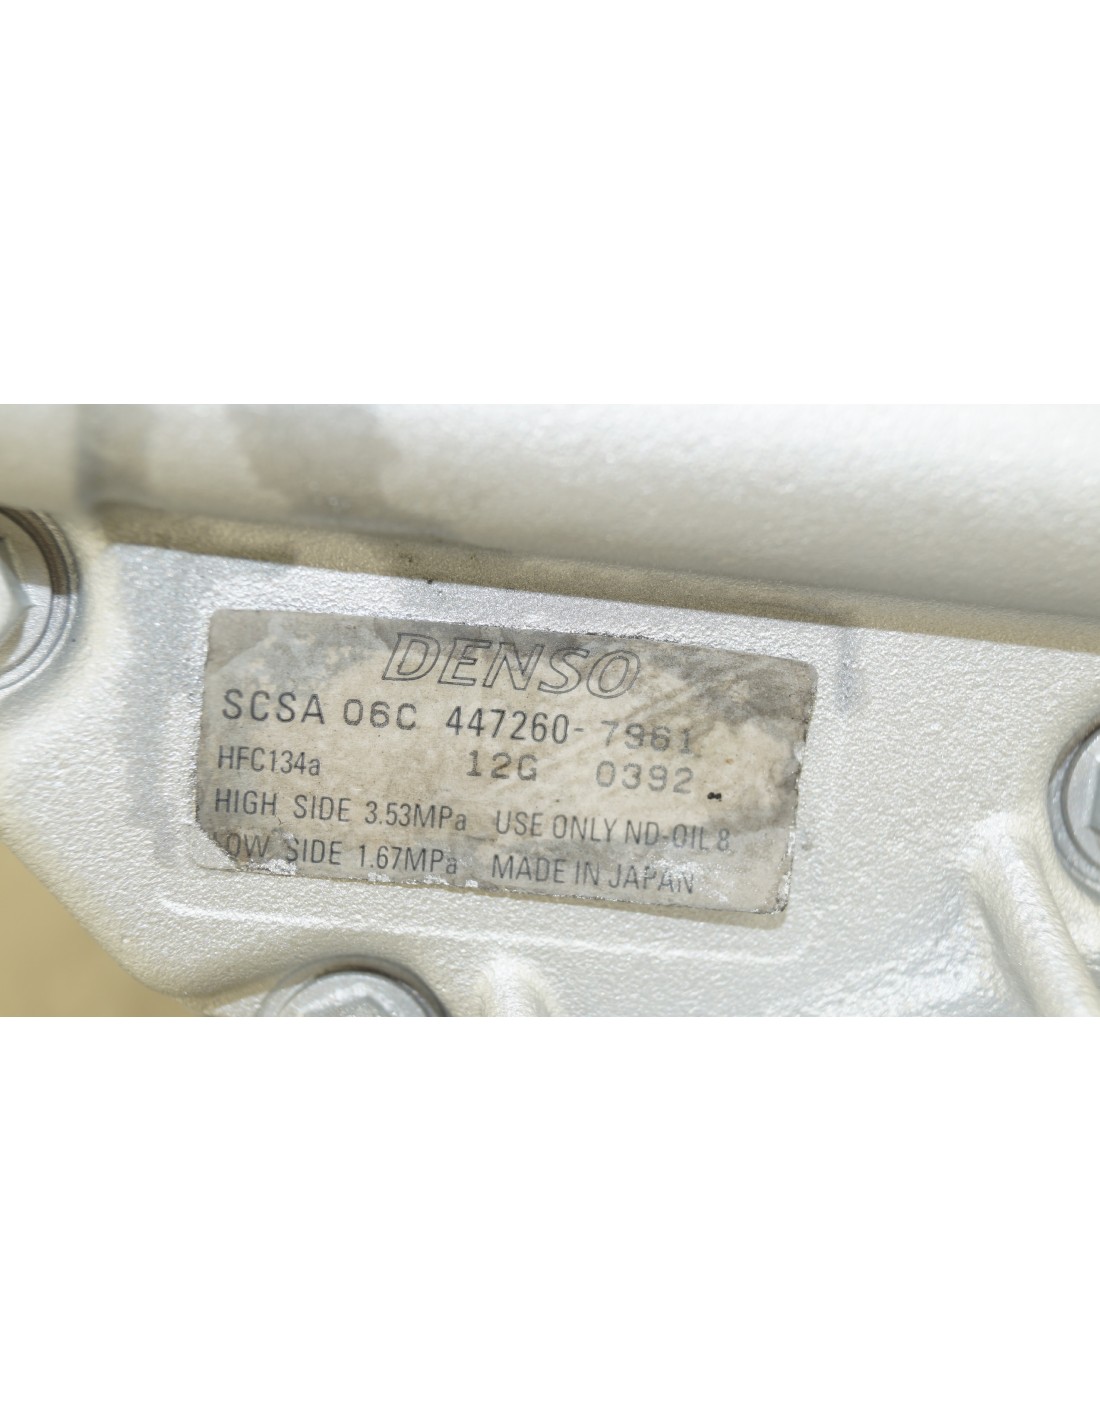 DENSO
SCSA 06C 447260-7961
HFC134a 12G 0392
HIGH SIDE 3.53MPa USE ONLY ND-OIL 8
LOW SIDE 1.67MPa MADE IN JAPAN